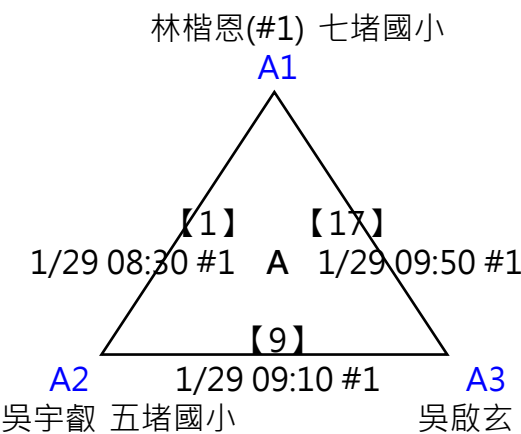 林楷恩(#1) 七堵國小
A1
【1】 【17】
1/29 08:30 #1 A 1/29 09:50 #1
【9】
A2 1/29 09:10 #1 A3
吳宇叡 五堵國小 吳啟玄